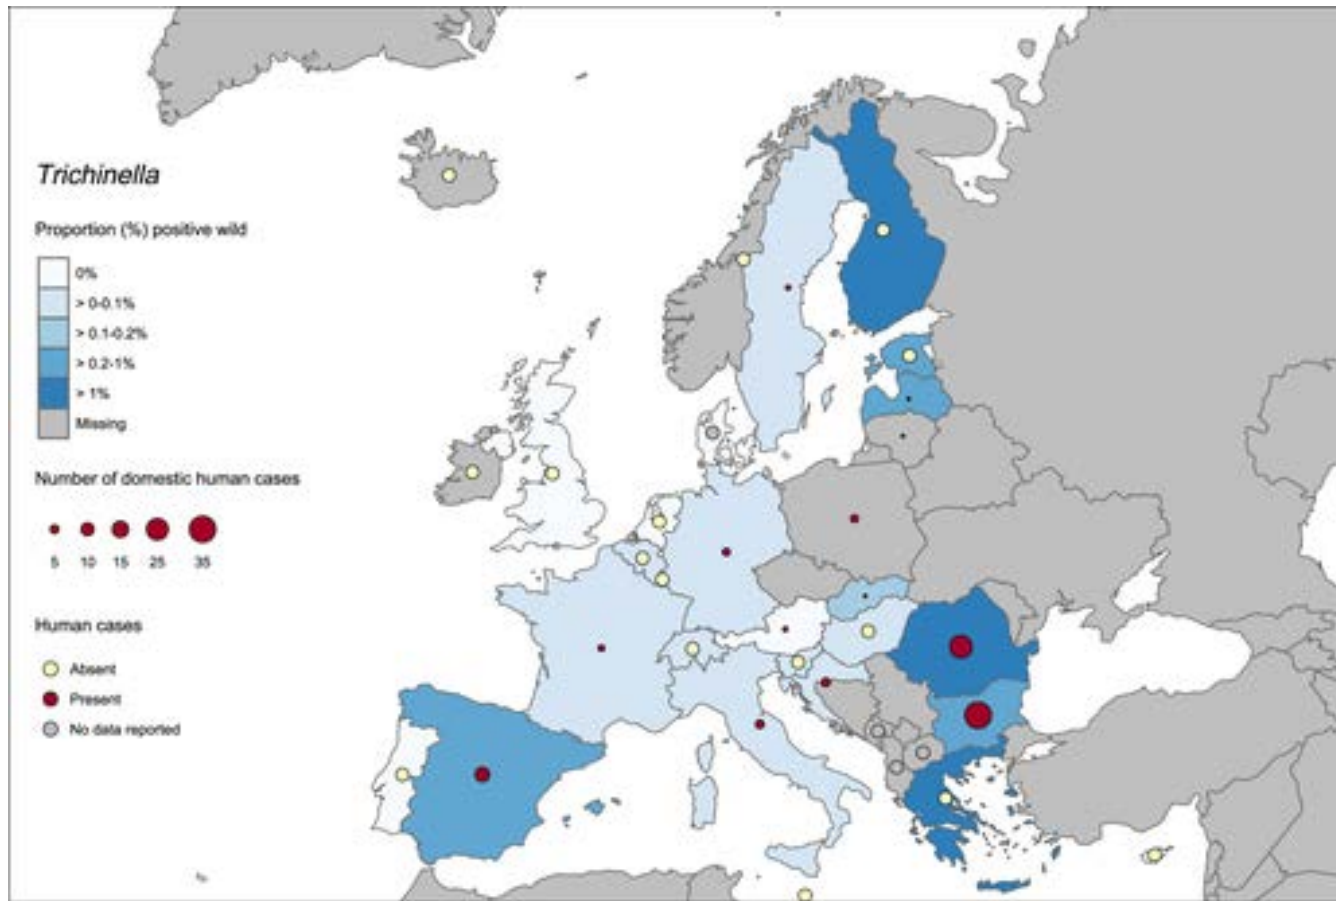 Trichinella
Proportion (%) positive wild
0%
> 0-0.1%
> 0.1-0.2%
> 0.2-1%
> 1%
Missing
Number of domestic human cases
5 10 15 25 35
Human cases
Absent
Present
No data reported